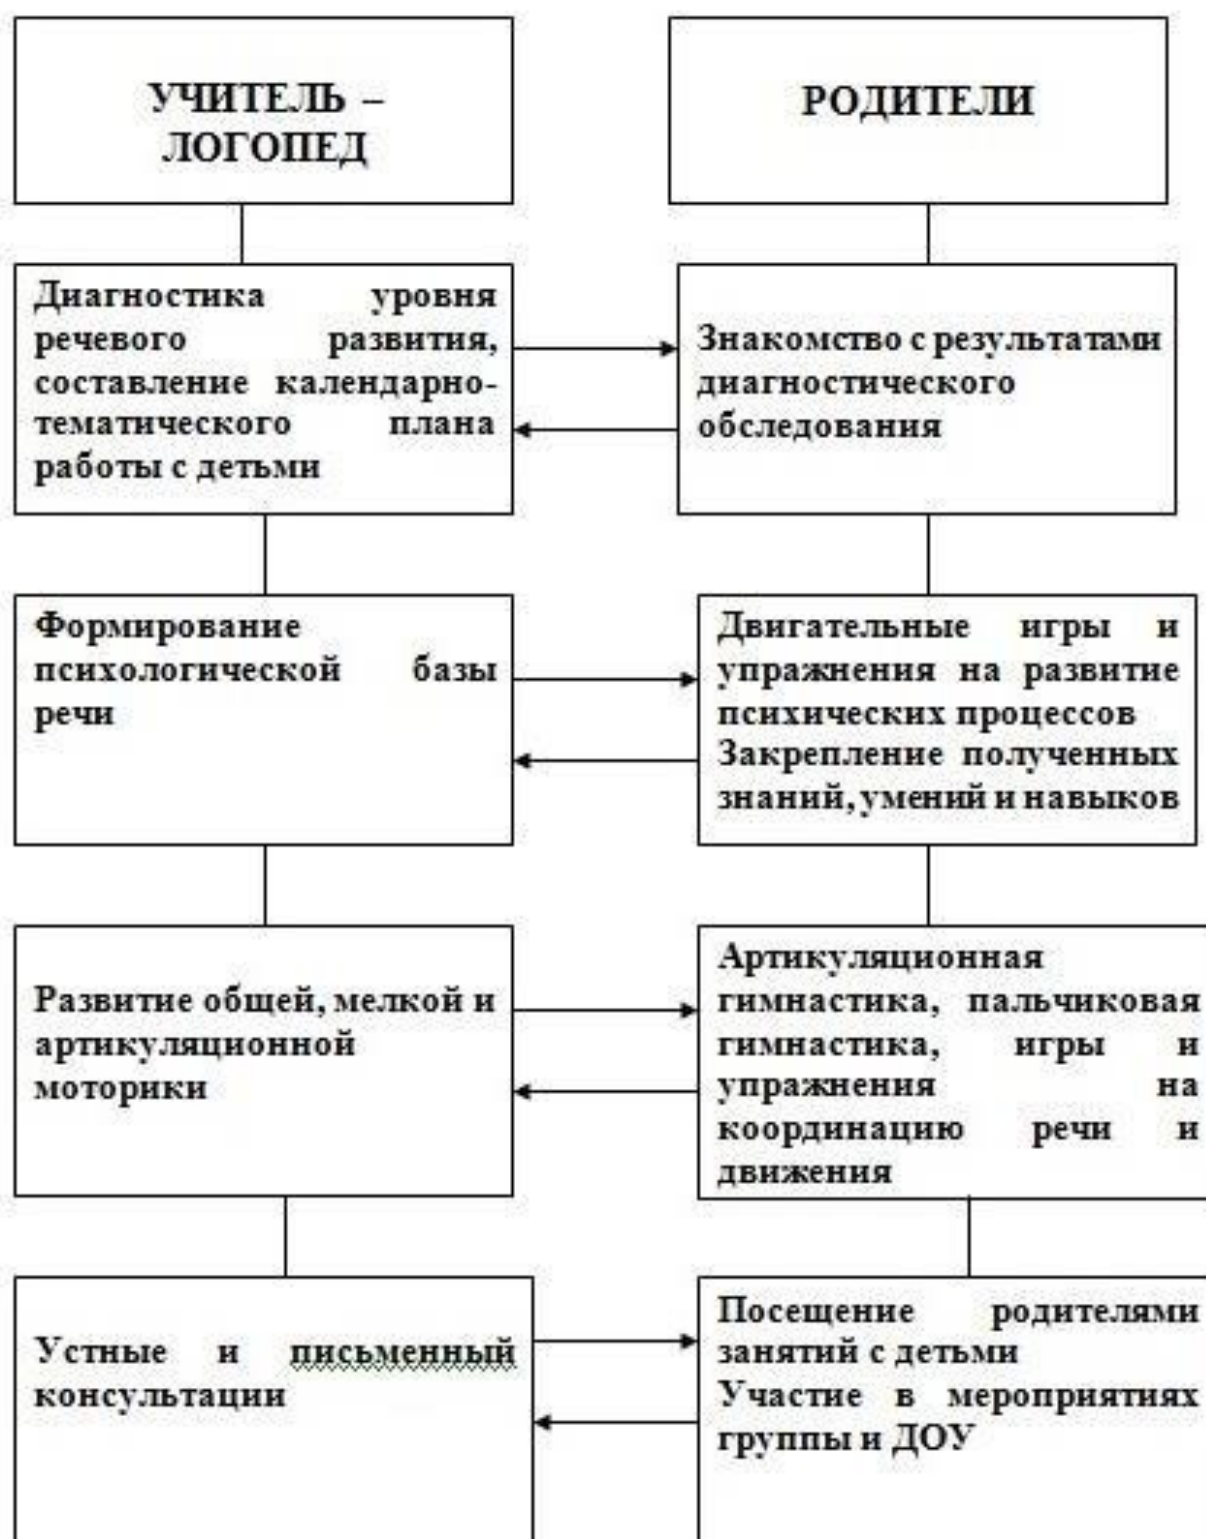 УЧИТЕЛЬ –
ЛОГОПЕД
РОДИТЕЛИ
Диагностика уровня
речевого развития,
составление календарно-
тематического плана
работы с детьми
Знакомство с результатами
диагностического
обследования
Формирование
психологической базы
речи
Двигательные игры и
упражнения на развитие
психических процессов
Закрепление полученных
знаний, умений и навыков
Развитие общей, мелкой и
артикуляционной
моторики
Артикуляционная
гимнастика, пальчиковая
гимнастика, игры и
упражнения на
координацию речи и
движения
Устные и письменный
консультации
Посещение родителями
занятий с детьми
Участие в мероприятиях
группы и ДОУ